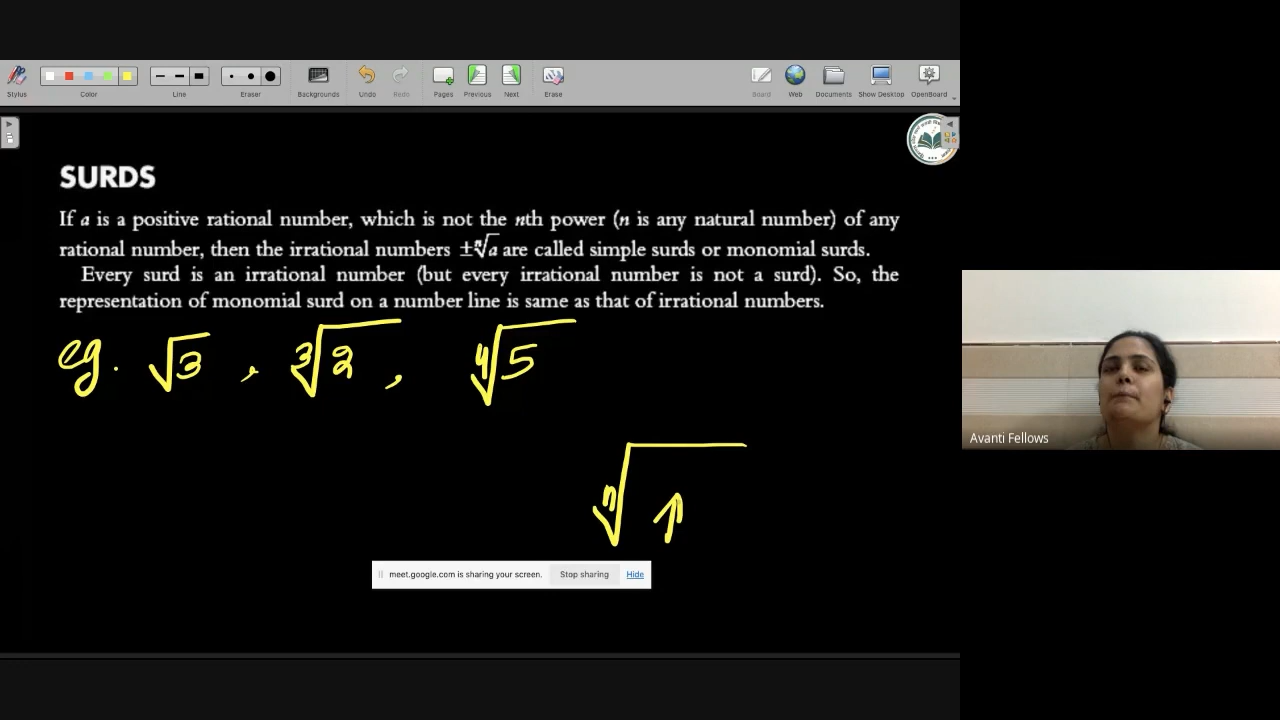 Stylus Color Line Eraser Backgrounds Undo Redo Pages Previous Next Erase Board Web Documents Show Desktop OpenBoard
SURDS
If a is a positive rational number, which is not the nth power (n is any natural number) of any
rational number, then the irrational numbers ±ⁿ√a are called simple surds or monomial surds.
Every surd is an irrational number (but every irrational number is not a surd). So, the
representation of monomial surd on a number line is same as that of irrational numbers.
eg. √3 , ³√2 , ⁴√5
ⁿ√ ↑
meet.google.com is sharing your screen. Stop sharing Hide
Avanti Fellows